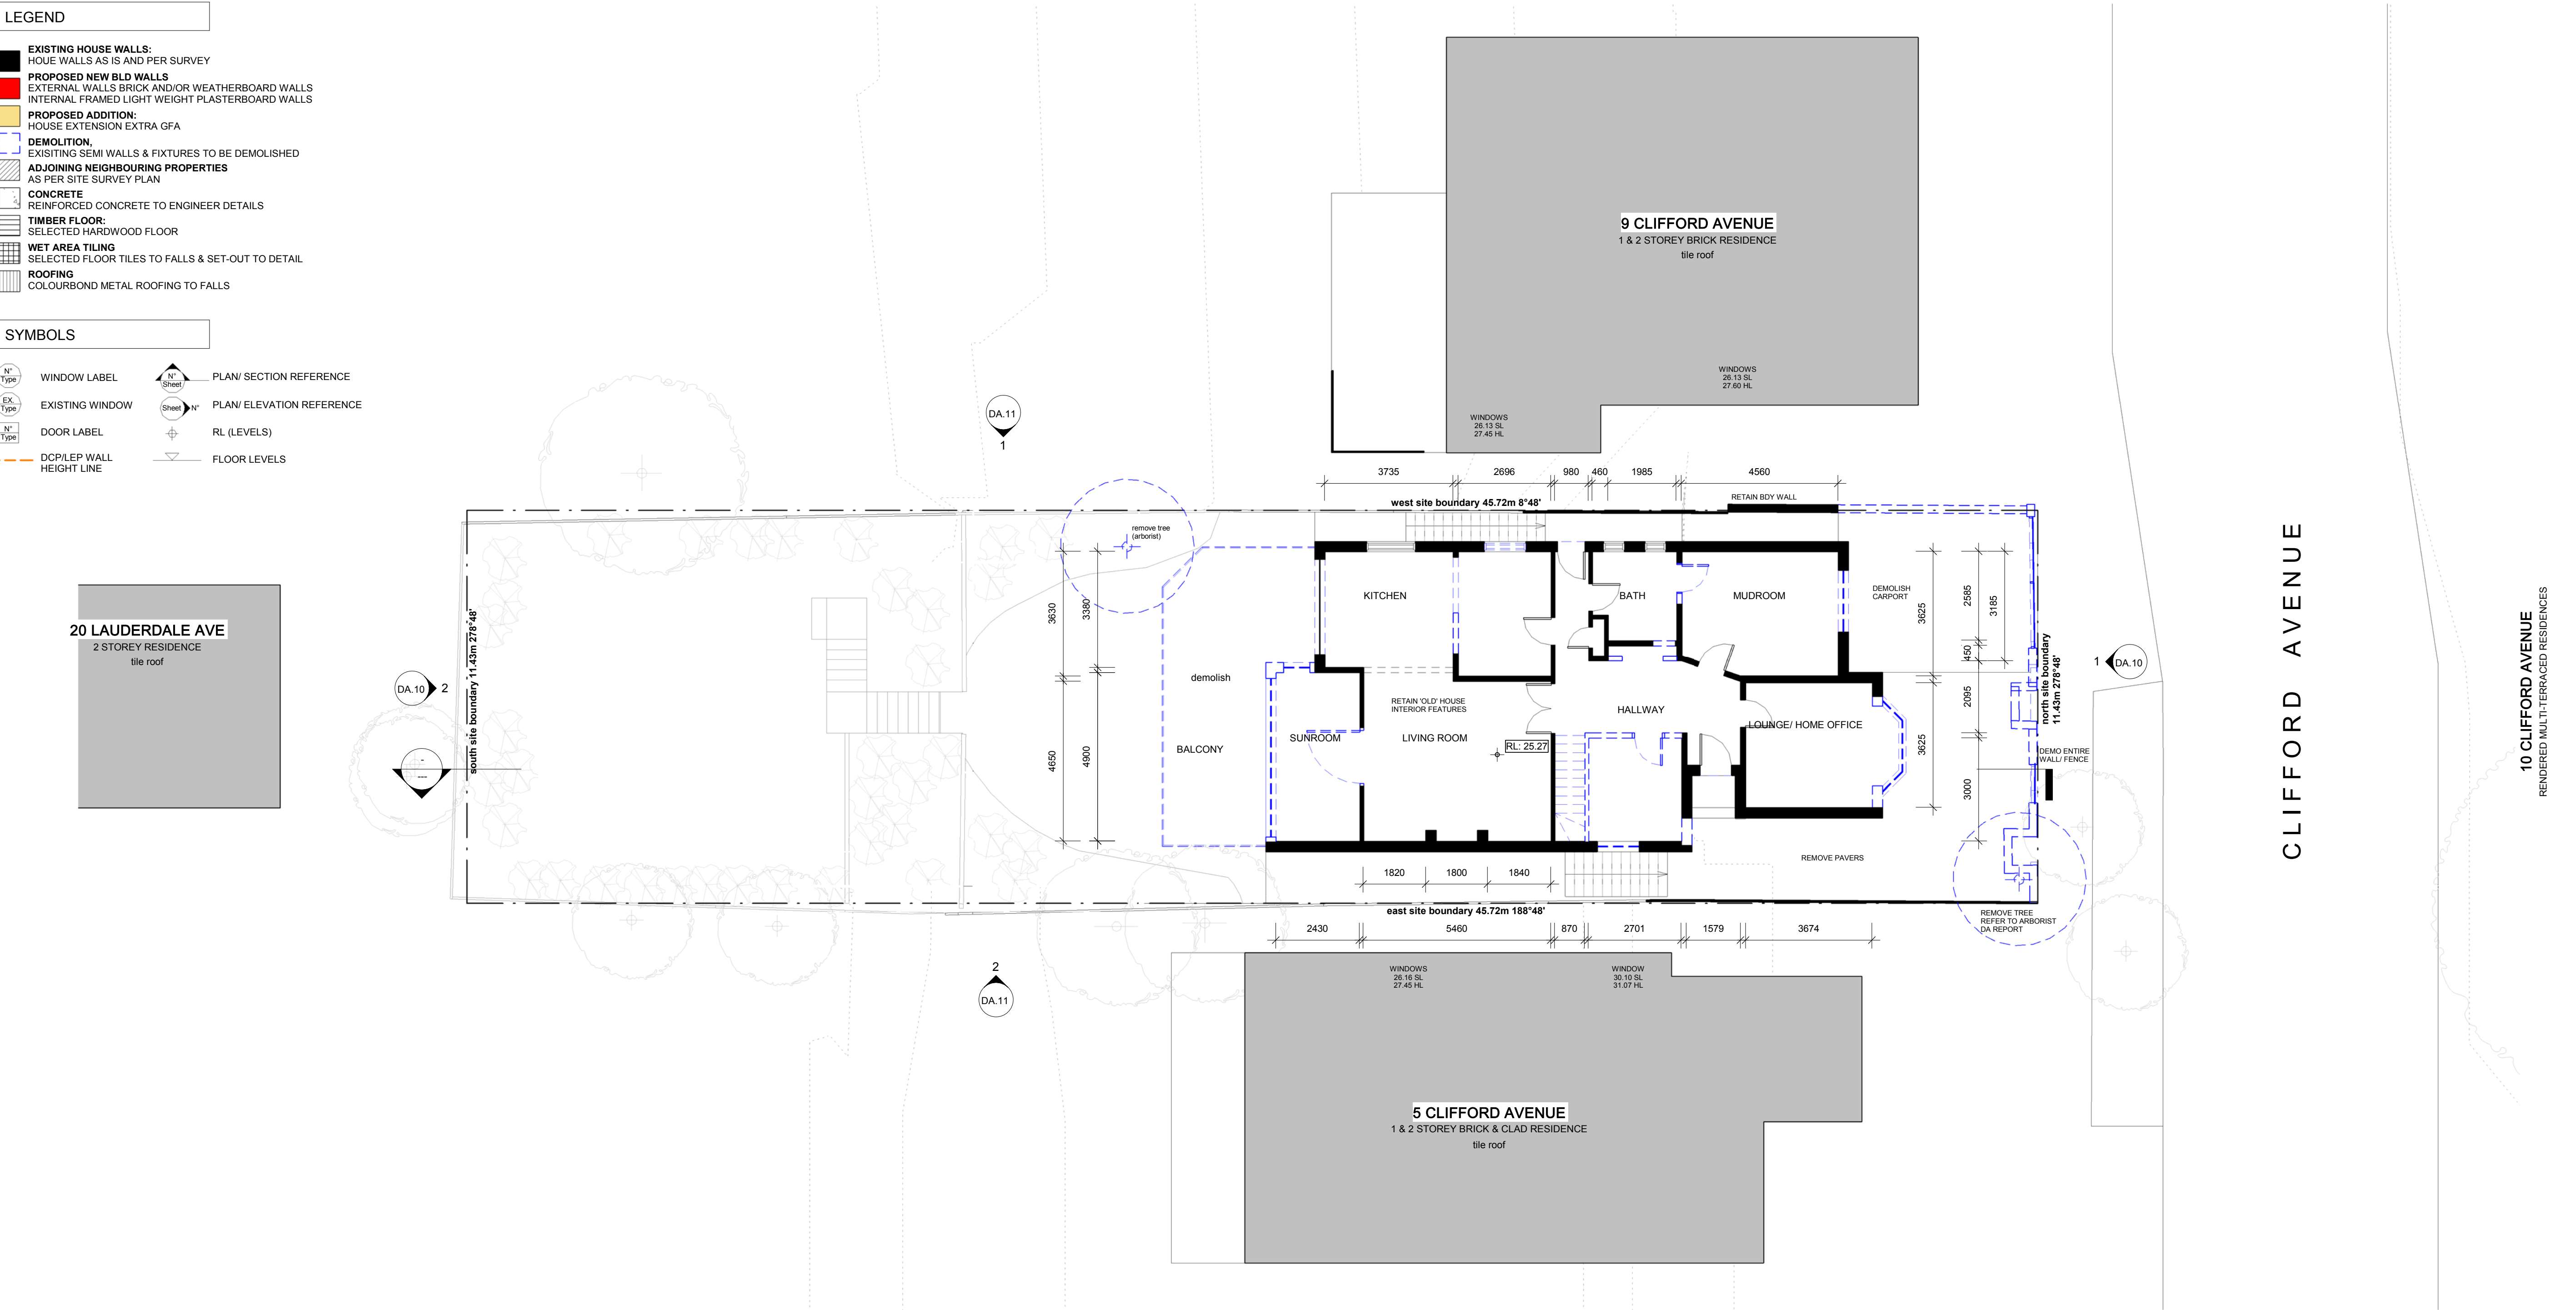 LEGEND
EXISTING HOUSE WALLS:
HOUE WALLS AS IS AND PER SURVEY
PROPOSED NEW BLD WALLS
EXTERNAL WALLS BRICK AND/OR WEATHERBOARD WALLS
INTERNAL FRAMED LIGHT WEIGHT PLASTERBOARD WALLS
PROPOSED ADDITION:
HOUSE EXTENSION EXTRA GFA
DEMOLITION,
EXISITING SEMI WALLS & FIXTURES TO BE DEMOLISHED
ADJOINING NEIGHBOURING PROPERTIES
AS PER SITE SURVEY PLAN
CONCRETE
REINFORCED CONCRETE TO ENGINEER DETAILS
TIMBER FLOOR:
SELECTED HARDWOOD FLOOR
WET AREA TILING
SELECTED FLOOR TILES TO FALLS & SET-OUT TO DETAIL
ROOFING
COLOURBOND METAL ROOFING TO FALLS
SYMBOLS
N°
Type
WINDOW LABEL
N°
Sheet
PLAN/ SECTION REFERENCE
EX.
Type
EXISTING WINDOW
Sheet
N°
PLAN/ ELEVATION REFERENCE
N°
Type
DOOR LABEL
RL (LEVELS)
DCP/LEP WALL
HEIGHT LINE
FLOOR LEVELS
9 CLIFFORD AVENUE
1 & 2 STOREY BRICK RESIDENCE
tile roof
WINDOWS
26.13 SL
27.60 HL
WINDOWS
26.13 SL
27.45 HL
DA.11
1
3735
2696
980
460
1985
4560
west site boundary 45.72m 8°48'
RETAIN BDY WALL
remove tree
(arborist)
20 LAUDERDALE AVE
2 STOREY RESIDENCE
tile roof
DA.10
2
-
---
south site boundary 11.43m 278°48'
3630
3380
4650
4900
demolish
BALCONY
KITCHEN
BATH
MUDROOM
DEMOLISH
CARPORT
RETAIN 'OLD' HOUSE
INTERIOR FEATURES
HALLWAY
LOUNGE/ HOME OFFICE
SUNROOM
LIVING ROOM
RL: 25.27
3625
3625
2585
3185
450
2095
3000
north site boundary
11.43m 278°48'
1
DA.10
DEMO ENTIRE
WALL/ FENCE
CLIFFORD AVENUE
10 CLIFFORD AVENUE
RENDERED MULTI-TERRACED RESIDENCES
REMOVE PAVERS
1820
1800
1840
east site boundary 45.72m 188°48'
REMOVE TREE
REFER TO ARBORIST
DA REPORT
2430
5460
870
2701
1579
3674
2
DA.11
WINDOWS
26.16 SL
27.45 HL
WINDOW
30.10 SL
31.07 HL
5 CLIFFORD AVENUE
1 & 2 STOREY BRICK & CLAD RESIDENCE
tile roof